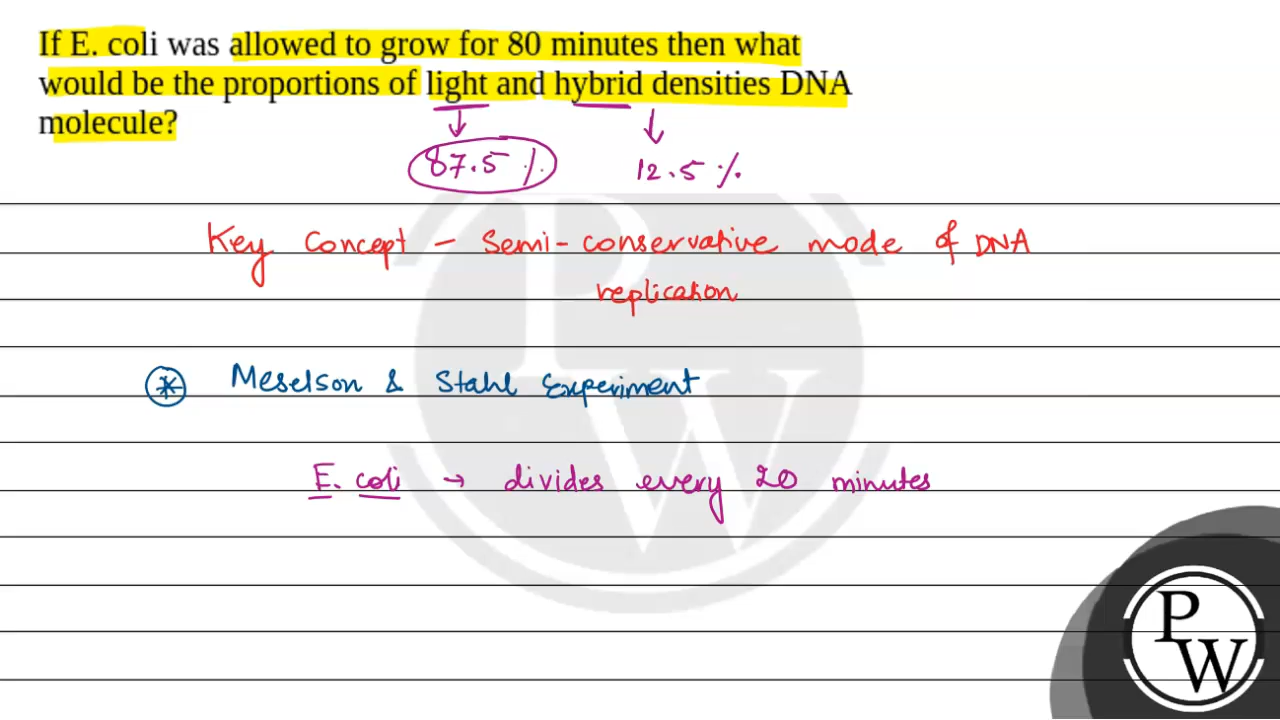 If E. coli was allowed to grow for 80 minutes then what
would be the proportions of light and hybrid densities DNA
molecule?
87.5 % 12.5 %
Key Concept - Semi-conservative mode of DNA
replication
* Meselson & Stahl Experiment
E. coli → divides every 20 minutes
P
W
P
W